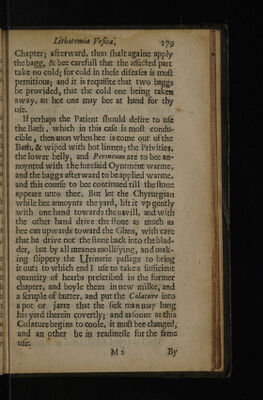 Lithotomia Vesicæ.
179
Chapter; afterward, thou shalt againe apply
the bagg, & bee carefull that the affected part
take no cold; for cold in these diseases is most
pernitious; and it is requisite that two baggs
be provided, that the cold one being taken
away, an hot one may bee at hand for thy
use.
If perhaps the Patient should desire to use
the Bath, which in this case is most condu-
cible, then anon when hee is come out of the
Bath, & wiped with hot linnen; the Privities,
the lower belly, and Perineum are to bee an-
noynted with the foresaid Oyntment warme,
and the baggs afterward to be applied warme,
and this course to bee continued till the stone
appeare unto thee. But let the Chyrurgian
while hee annoynts the yard, lift it vp gently
with one hand towards the navill, and with
the other hand drive the stone as much as
hee can upwards toward the Glans, with care
that he drive not the stone back into the blad-
der, but by all meanes mollifying, and mak-
ing slippery the Urinarie passage to bring
it out: to which end I use to take a sufficient
quantity of hearbs prescribed in the former
chapter, and boyle them in new milke, and
a scruple of butter, and put the Colature into
a pot or jarre that the sick man may hang
his yard therein covertly; and as soone as this
Colature begins to coole, it must bee changed,
and an other be in readinesse for the same
use.
M 2
By